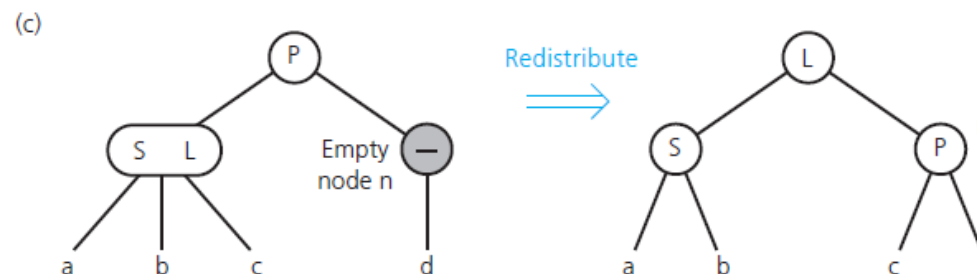 (c)
P
Redistribute
L
S L
Empty
node n
–
S
P
a b c d
a b c